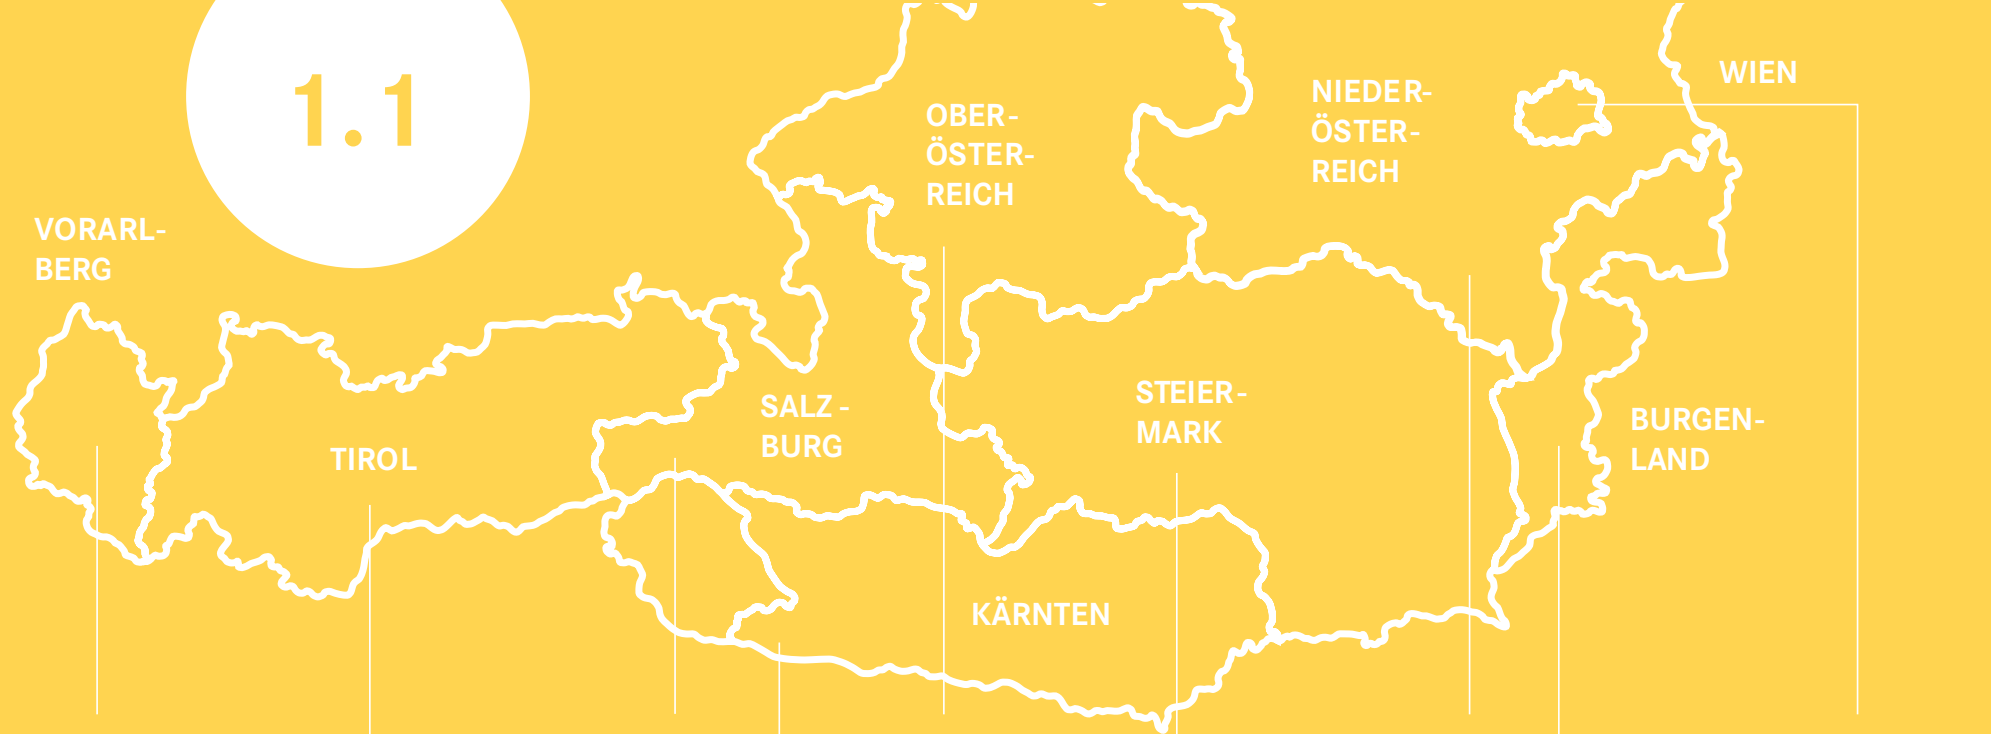 1.1
WIEN
NIEDER-
ÖSTER-
REICH
OBER-
ÖSTER-
REICH
VORARL-
BERG
TIROL
SALZ-
BURG
STEIER-
MARK
BURGEN-
LAND
KÄRNTEN